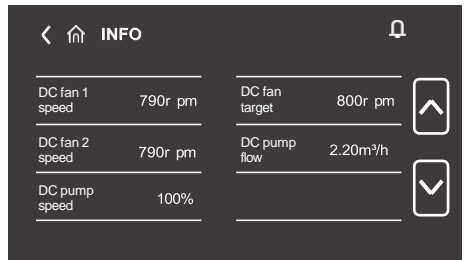 INFO
DC fan 1
speed
790r pm
DC fan
target
800r pm
DC fan 2
speed
790r pm
DC pump
flow
2.20m³/h
DC pump
speed
100%